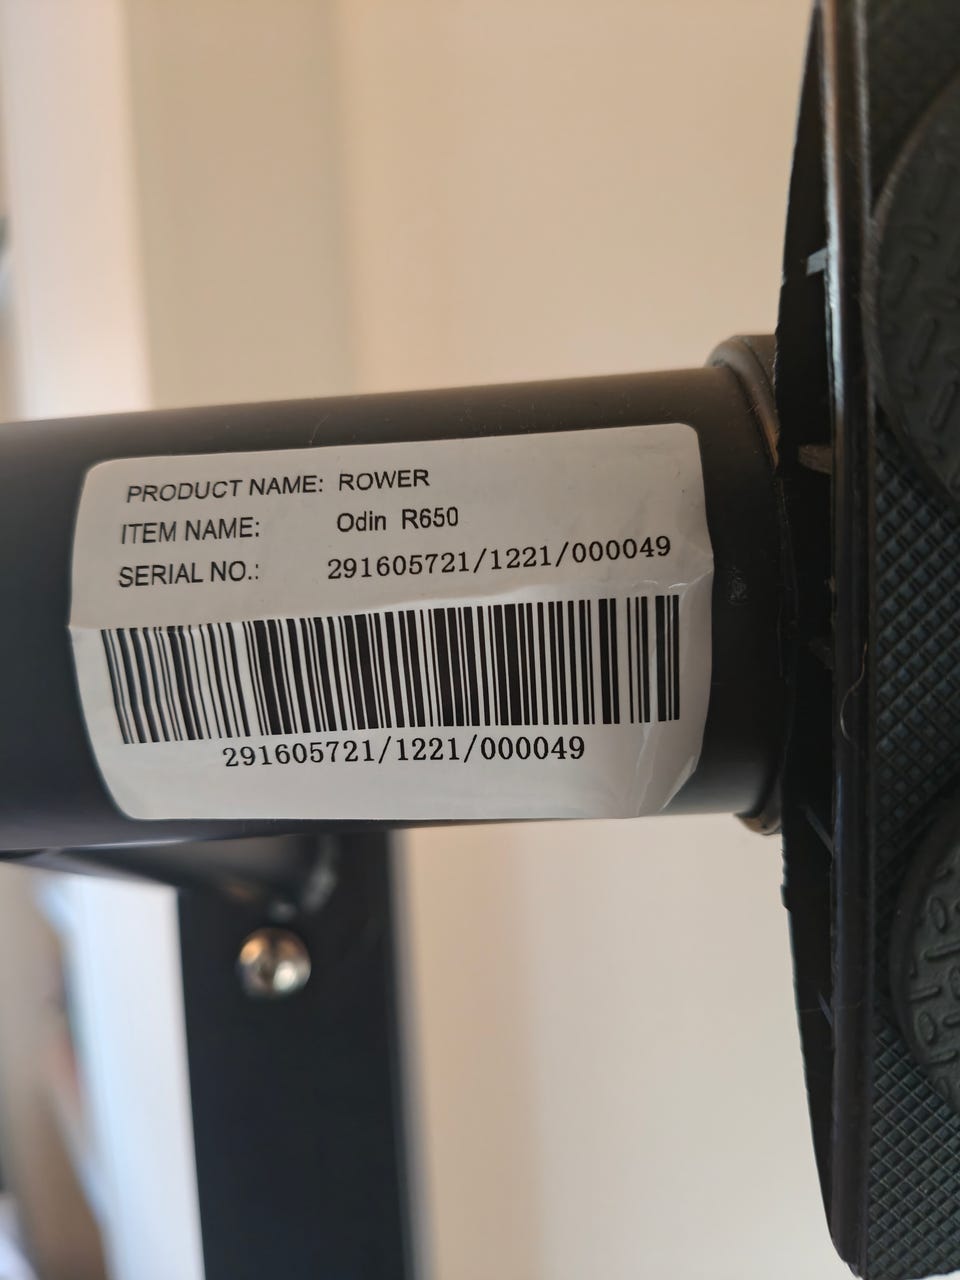 PRODUCT NAME: ROWER
ITEM NAME: Odin R650
SERIAL NO.: 291605721/1221/000049
291605721/1221/000049